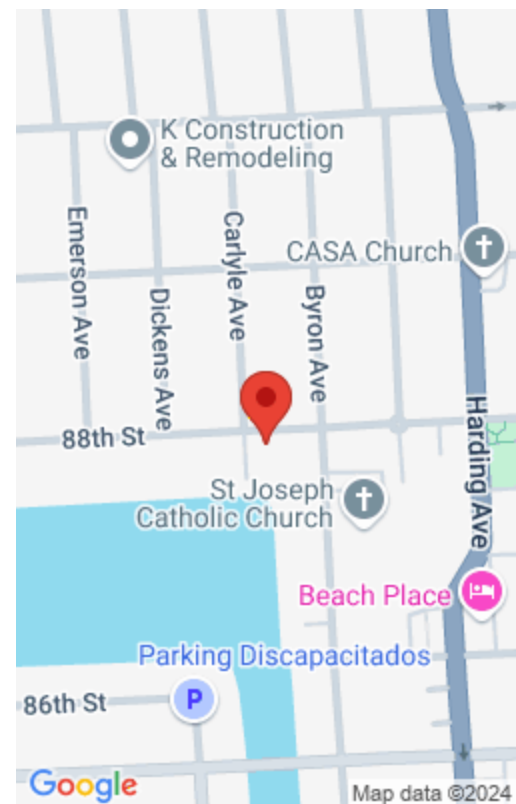 K Construction
& Remodeling
Emerson Ave
Dickens Ave
Carlyle Ave
Byron Ave
CASA Church
88th St
Harding Ave
St Joseph
Catholic Church
Beach Place
Parking Discapacitados
86th St
P
Google
Map data ©2024